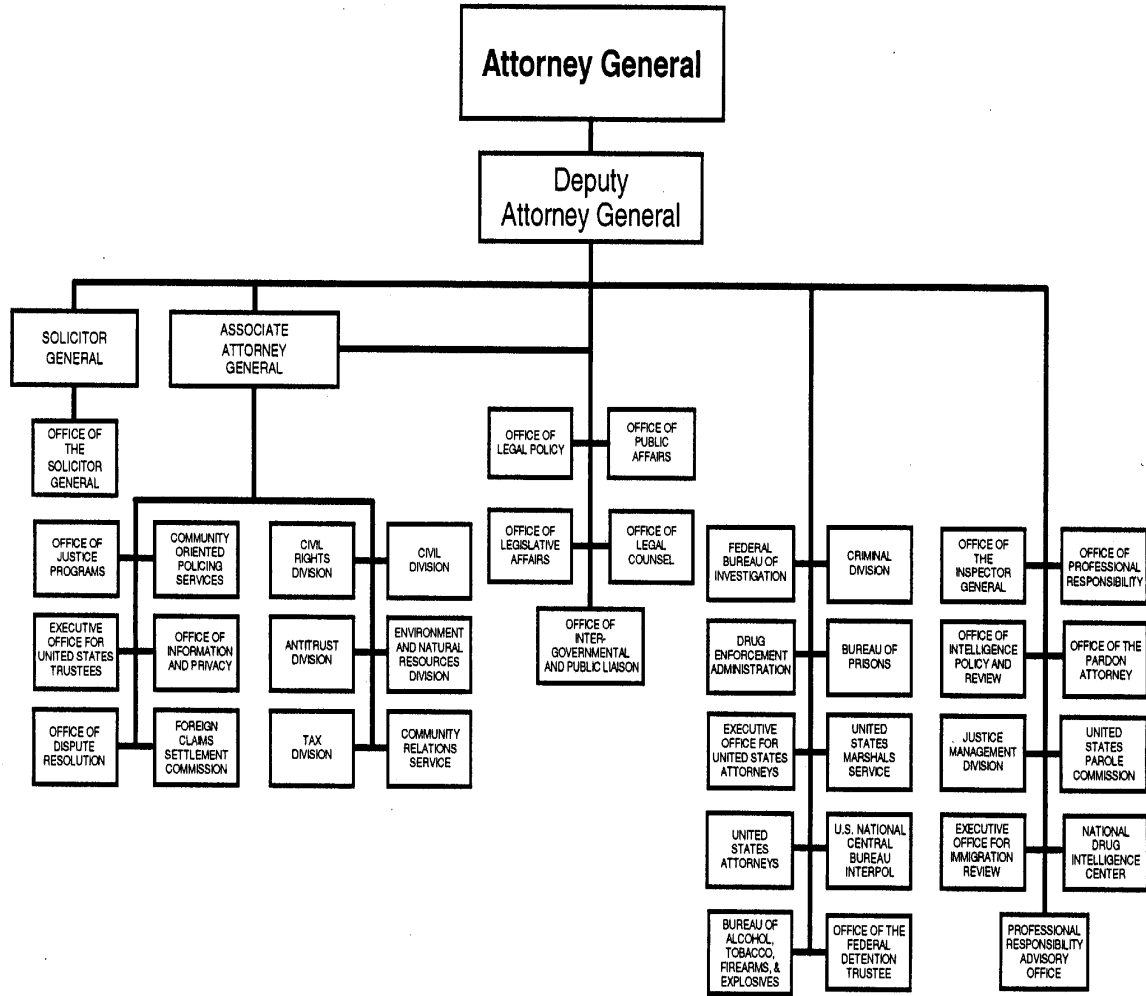 Attorney General
Deputy
Attorney General
SOLICITOR
GENERAL
ASSOCIATE
ATTORNEY
GENERAL
OFFICE OF
THE
SOLICITOR
GENERAL
OFFICE OF
LEGAL POLICY
OFFICE OF
PUBLIC
AFFAIRS
OFFICE OF
LEGISLATIVE
AFFAIRS
OFFICE OF
LEGAL
COUNSEL
OFFICE OF
INTER-
GOVERNMENTAL
AND PUBLIC LIAISON
OFFICE OF
JUSTICE
PROGRAMS
COMMUNITY
ORIENTED
POLICING
SERVICES
EXECUTIVE
OFFICE FOR
UNITED STATES
TRUSTEES
OFFICE OF
INFORMATION
AND PRIVACY
OFFICE OF
DISPUTE
RESOLUTION
FOREIGN
CLAIMS
SETTLEMENT
COMMISSION
CIVIL
RIGHTS
DIVISION
CIVIL
DIVISION
ANTITRUST
DIVISION
ENVIRONMENT
AND NATURAL
RESOURCES
DIVISION
TAX
DIVISION
COMMUNITY
RELATIONS
SERVICE
FEDERAL
BUREAU OF
INVESTIGATION
CRIMINAL
DIVISION
DRUG
ENFORCEMENT
ADMINISTRATION
BUREAU OF
PRISONS
EXECUTIVE
OFFICE FOR
UNITED STATES
ATTORNEYS
UNITED
STATES
MARSHALS
SERVICE
UNITED
STATES
ATTORNEYS
U.S. NATIONAL
CENTRAL
BUREAU
INTERPOL
BUREAU OF
ALCOHOL,
TOBACCO,
FIREARMS, &
EXPLOSIVES
OFFICE OF THE
FEDERAL
DETENTION
TRUSTEE
OFFICE OF
THE
INSPECTOR
GENERAL
OFFICE OF
PROFESSIONAL
RESPONSIBILITY
OFFICE OF
INTELLIGENCE
POLICY AND
REVIEW
OFFICE OF THE
PARDON
ATTORNEY
JUSTICE
MANAGEMENT
DIVISION
UNITED
STATES
PAROLE
COMMISSION
EXECUTIVE
OFFICE FOR
IMMIGRATION
REVIEW
NATIONAL
DRUG
INTELLIGENCE
CENTER
PROFESSIONAL
RESPONSIBILITY
ADVISORY
OFFICE